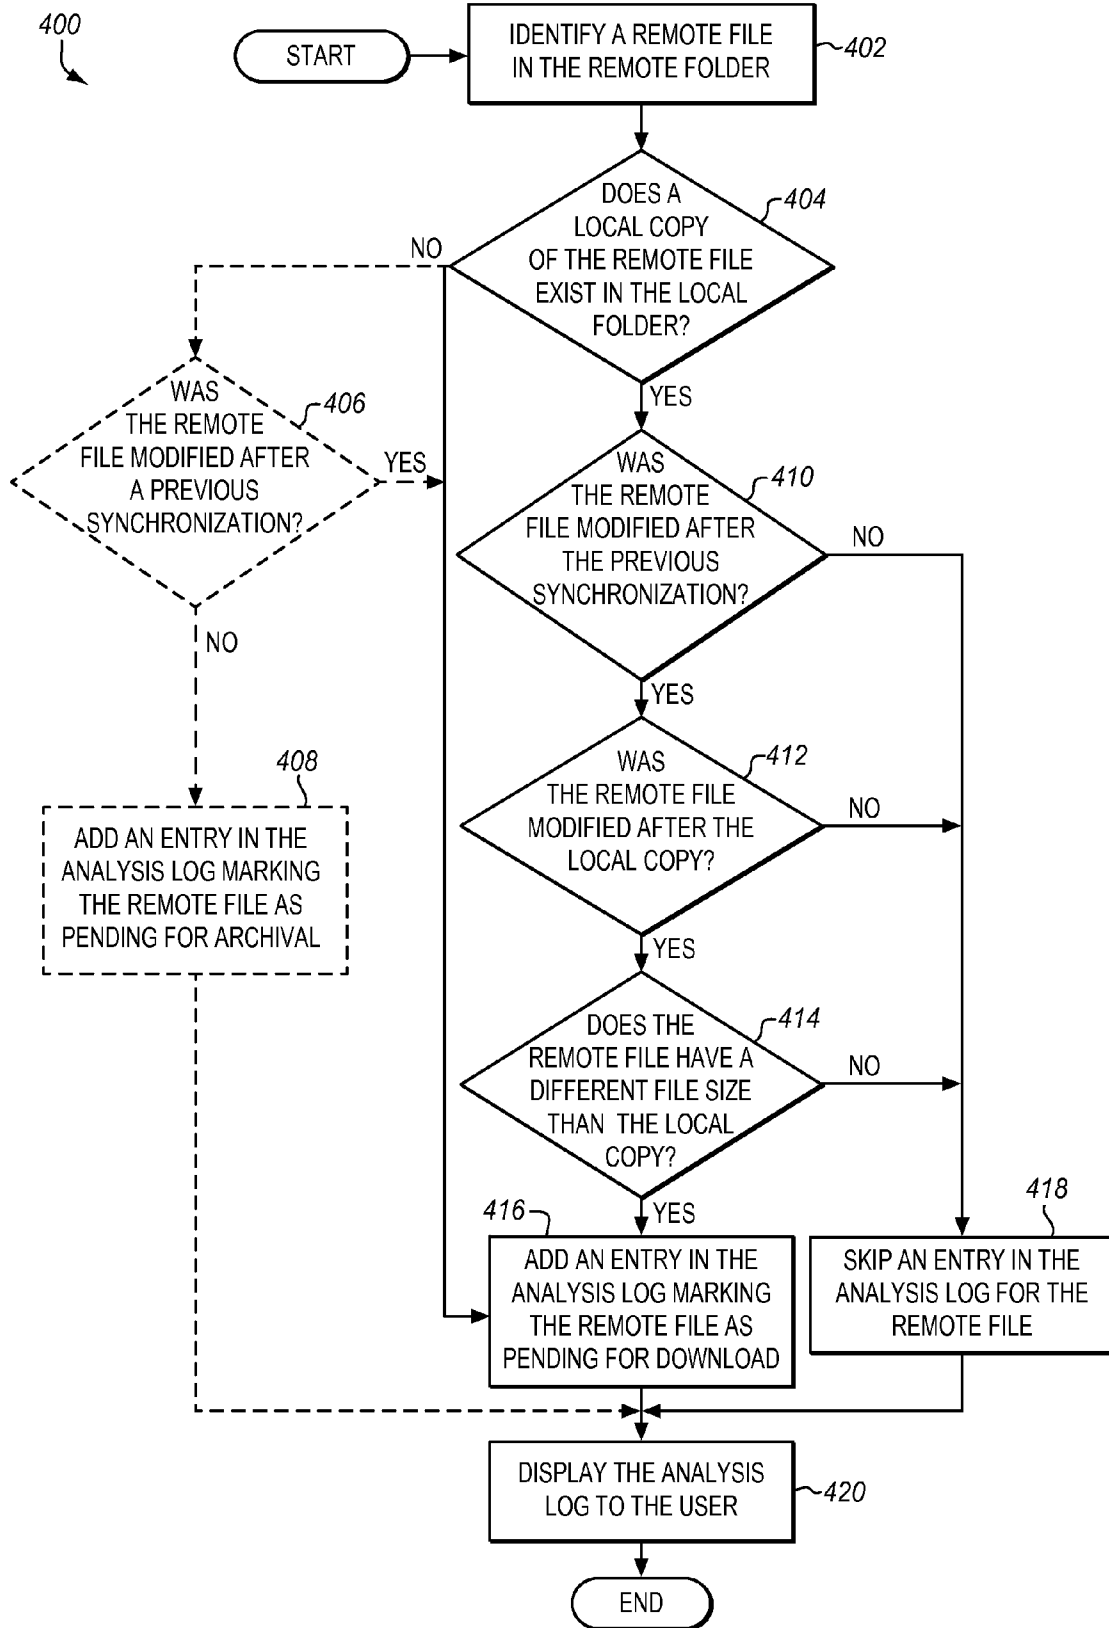 400
START
IDENTIFY A REMOTE FILE
IN THE REMOTE FOLDER
402
DOES A
LOCAL COPY
OF THE REMOTE FILE
EXIST IN THE LOCAL
FOLDER?
404
NO
YES
WAS
THE REMOTE
FILE MODIFIED AFTER
A PREVIOUS
SYNCHRONIZATION?
406
YES
NO
WAS
THE REMOTE
FILE MODIFIED AFTER
THE PREVIOUS
SYNCHRONIZATION?
410
NO
YES
408
ADD AN ENTRY IN THE
ANALYSIS LOG MARKING
THE REMOTE FILE AS
PENDING FOR ARCHIVAL
WAS
THE REMOTE FILE
MODIFIED AFTER THE
LOCAL COPY?
412
NO
YES
DOES THE
REMOTE FILE HAVE A
DIFFERENT FILE SIZE
THAN THE LOCAL
COPY?
414
NO
YES
416
ADD AN ENTRY IN THE
ANALYSIS LOG MARKING
THE REMOTE FILE AS
PENDING FOR DOWNLOAD
418
SKIP AN ENTRY IN THE
ANALYSIS LOG FOR THE
REMOTE FILE
DISPLAY THE ANALYSIS
LOG TO THE USER
420
END